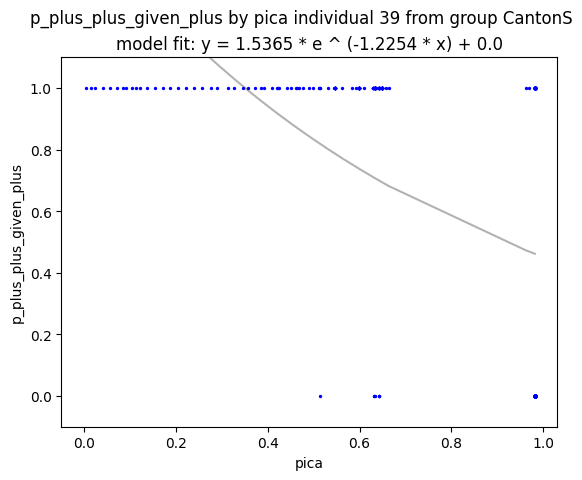 p_plus_plus_given_plus by pica individual 39 from group CantonS
model fit: y = 1.5365 * e ^ (-1.2254 * x) + 0.0
1.0
0.8
0.6
0.4
0.2
0.0
p_plus_plus_given_plus
0.0 0.2 0.4 0.6 0.8 1.0
pica